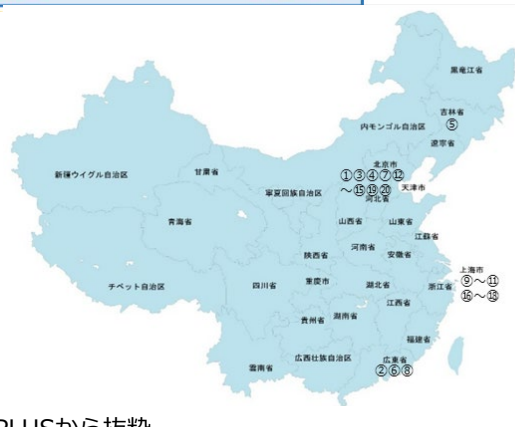 黒竜江省
吉林省
⑤
内モンゴル自治区
遼寧省
北京市
①③④⑦⑫
～⑮⑲⑳
天津市
河北省
新疆ウイグル自治区
甘粛省
寧夏回族自治区
青海省
山西省
山東省
江蘇省
河南省
陝西省
安徽省
上海市
⑨～⑪
⑯～⑱
チベット自治区
四川省
重慶市
湖北省
浙江省
江西省
貴州省
湖南省
福建省
雲南省
広西壮族自治区
広東省
②⑥⑧
PLUSから抜粋